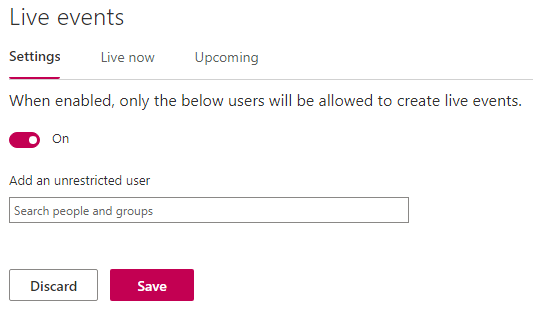 Live events
Settings Live now Upcoming
When enabled, only the below users will be allowed to create live events.
On
Add an unrestricted user
Search people and groups
Discard Save